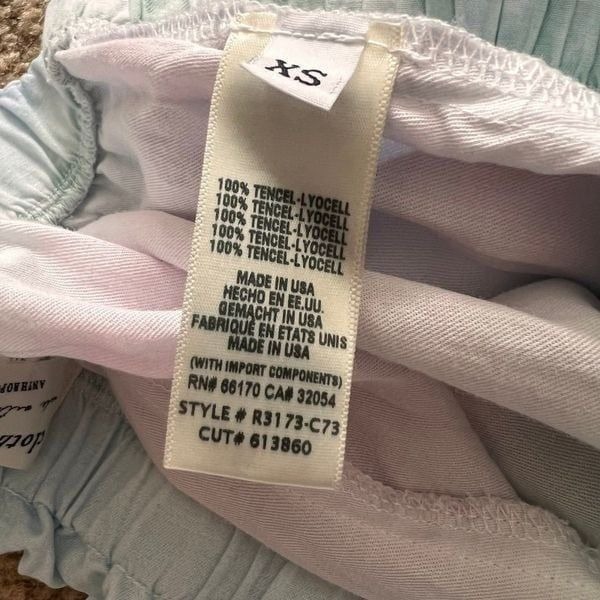 XS
100% TENCEL-LYOCELL
100% TENCEL-LYOCELL
100% TENCEL-LYOCELL
100% TENCEL-LYOCELL
100% TENCEL-LYOCELL
MADE IN USA
HECHO EN EE.UU.
GEMACHT IN USA
FABRIQUÉ EN ETATS UNIS
MADE IN USA
(WITH IMPORT COMPONENTS)
RN# 66170 CA# 32054
STYLE # R3173-C73
CUT# 613860